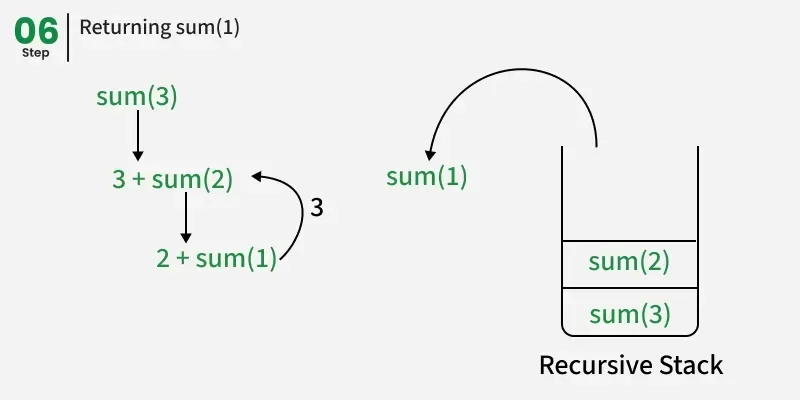 06
Step
Returning sum(1)
sum(3)
3 + sum(2)
3
2 + sum(1)
sum(1)
sum(2)
sum(3)
Recursive Stack